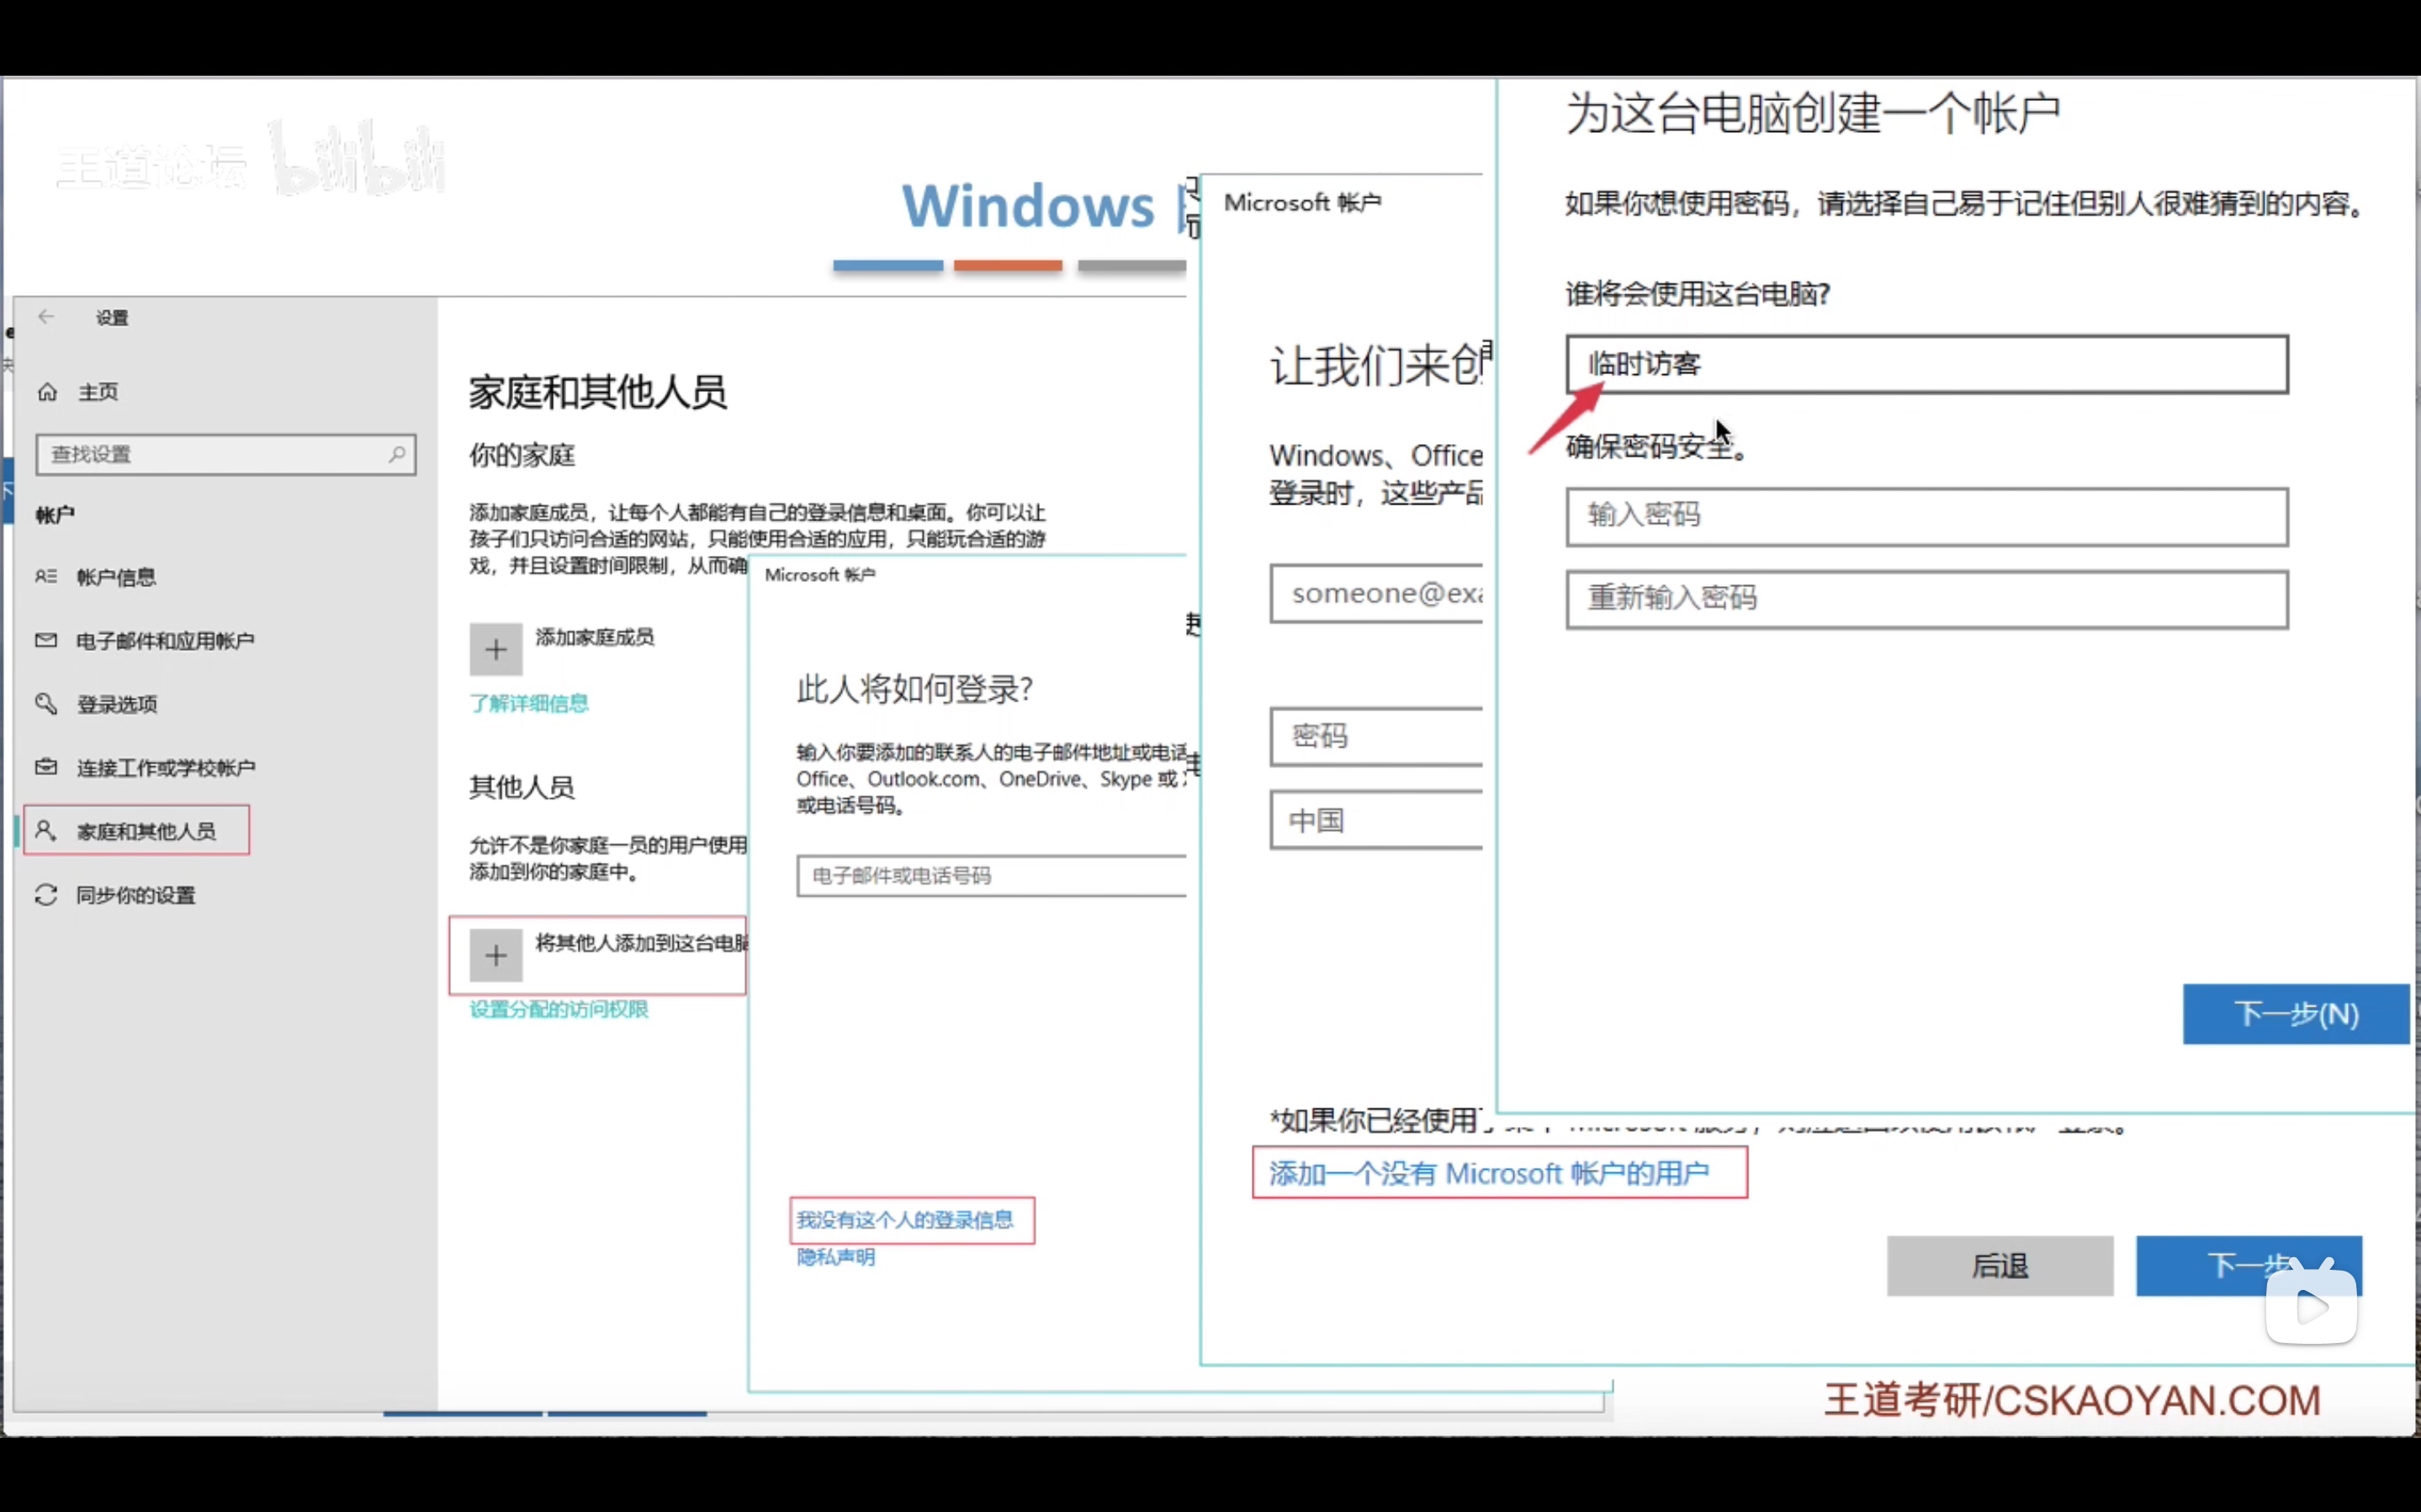 王道论坛 bilibili
Windows
设置
主页
查找设置
帐户
帐户信息
电子邮件和应用帐户
登录选项
连接工作或学校帐户
家庭和其他人员
同步你的设置
家庭和其他人员
你的家庭
添加家庭成员，让每个人都能有自己的登录信息和桌面。你可以让
孩子们只访问合适的网站，只能使用合适的应用，只能玩合适的游
戏，并且设置时间限制，从而确
添加家庭成员
了解详细信息
其他人员
允许不是你家庭一员的用户使用
添加到你的家庭中。
将其他人添加到这台电脑
设置分配的访问权限
Microsoft 帐户
此人将如何登录?
输入你要添加的联系人的电子邮件地址或电话
Office、Outlook.com、OneDrive、Skype 或
或电话号码。
电子邮件或电话号码
我没有这个人的登录信息
隐私声明
Microsoft 帐户
让我们来创
Windows、Office
登录时，这些产品
someone@exa
密码
中国
*如果你已经使用
添加一个没有 Microsoft 帐户的用户
后退
下一步
为这台电脑创建一个帐户
如果你想使用密码，请选择自己易于记住但别人很难猜到的内容。
谁将会使用这台电脑?
临时访客
确保密码安全。
输入密码
重新输入密码
下一步(N)
王道考研/CSKAOYAN.COM